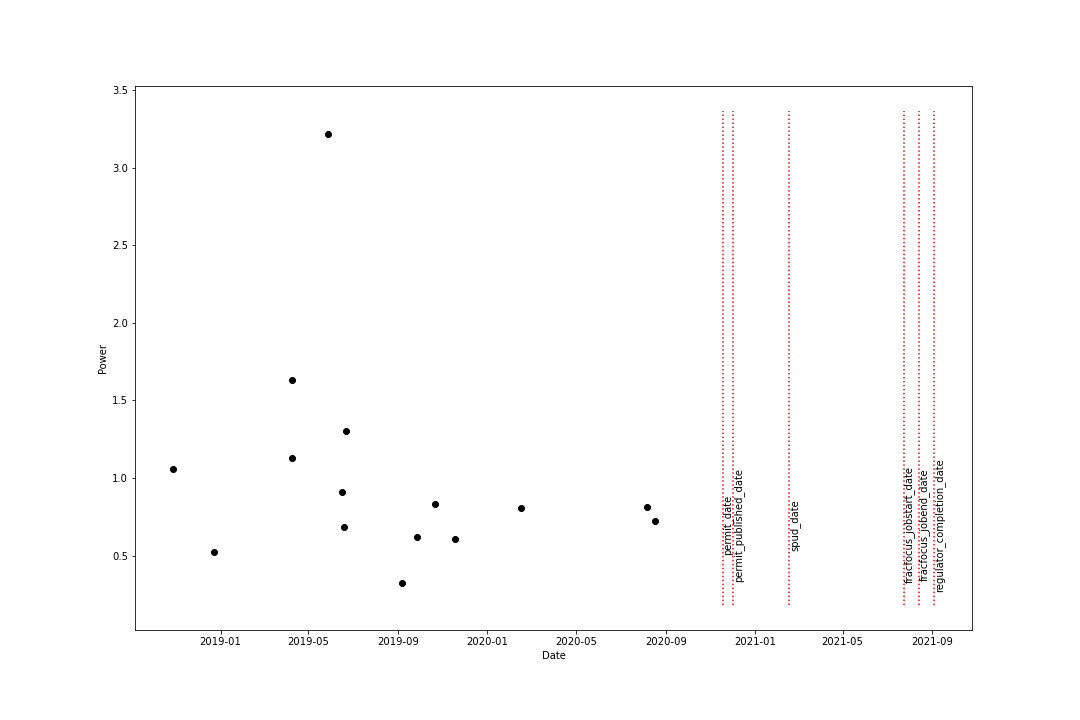 3.5
3.0
2.5
2.0
1.5
1.0
0.5
Power
permit_date
permit_published_date
spud_date
fracfocus_jobstart_date
fracfocus_jobend_date
regulator_completion_date
2019-01
2019-05
2019-09
2020-01
2020-05
2020-09
2021-01
2021-05
2021-09
Date